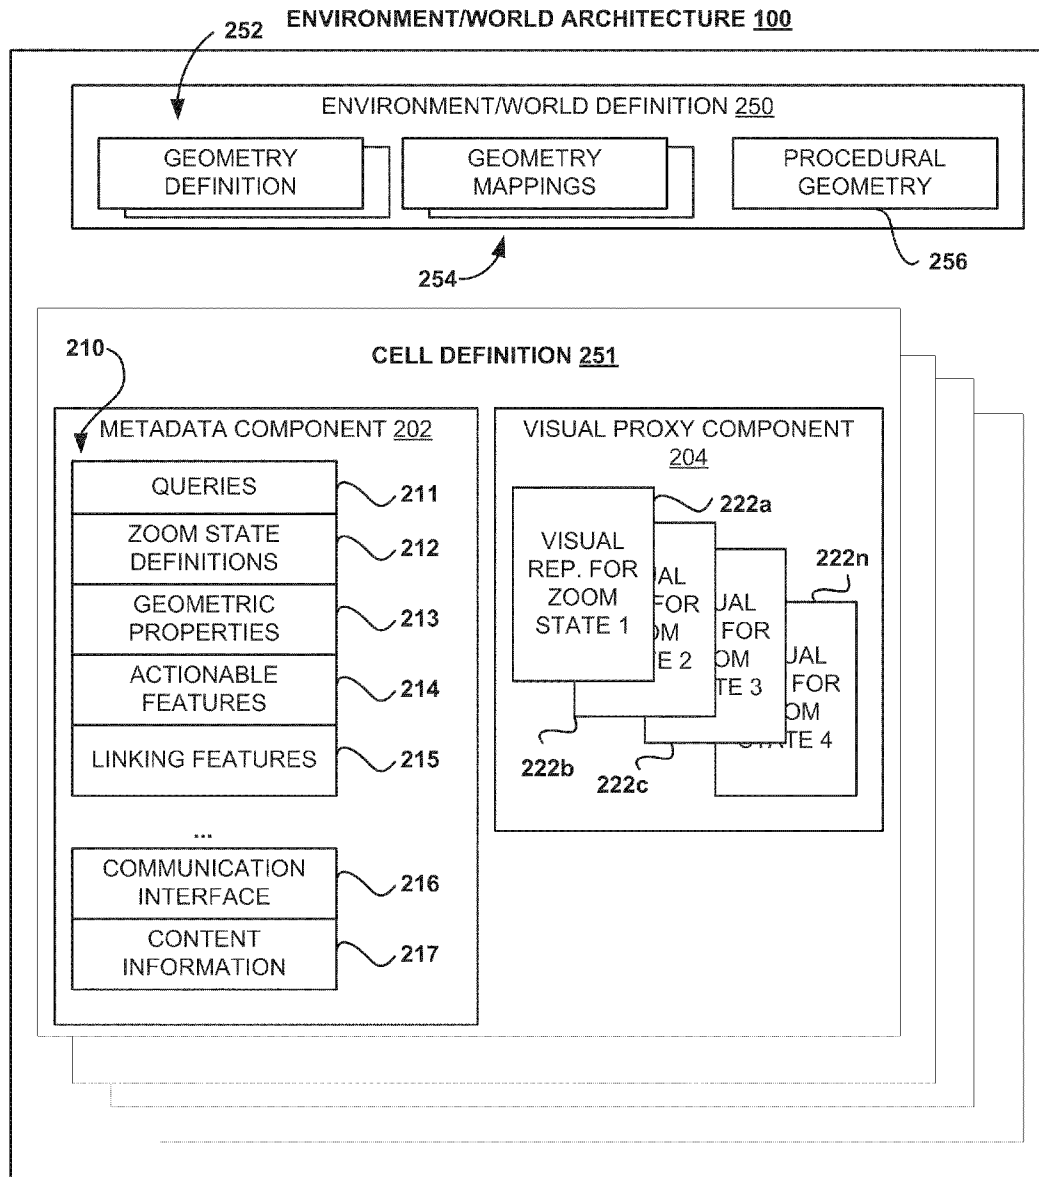 ENVIRONMENT/WORLD ARCHITECTURE 100
252
ENVIRONMENT/WORLD DEFINITION 250
GEOMETRY
DEFINITION
GEOMETRY
MAPPINGS
PROCEDURAL
GEOMETRY
254
256
CELL DEFINITION 251
210
METADATA COMPONENT 202
QUERIES
211
ZOOM STATE
DEFINITIONS
212
GEOMETRIC
PROPERTIES
213
ACTIONABLE
FEATURES
214
LINKING FEATURES
215
...
COMMUNICATION
INTERFACE
216
CONTENT
INFORMATION
217
VISUAL PROXY COMPONENT
204
222a
VISUAL
REP. FOR
ZOOM
STATE 1
UAL
FOR
OM
TE 2
222b
UAL
FOR
OM
TE 3
222c
222n
UAL
FOR
OM
STATE 4